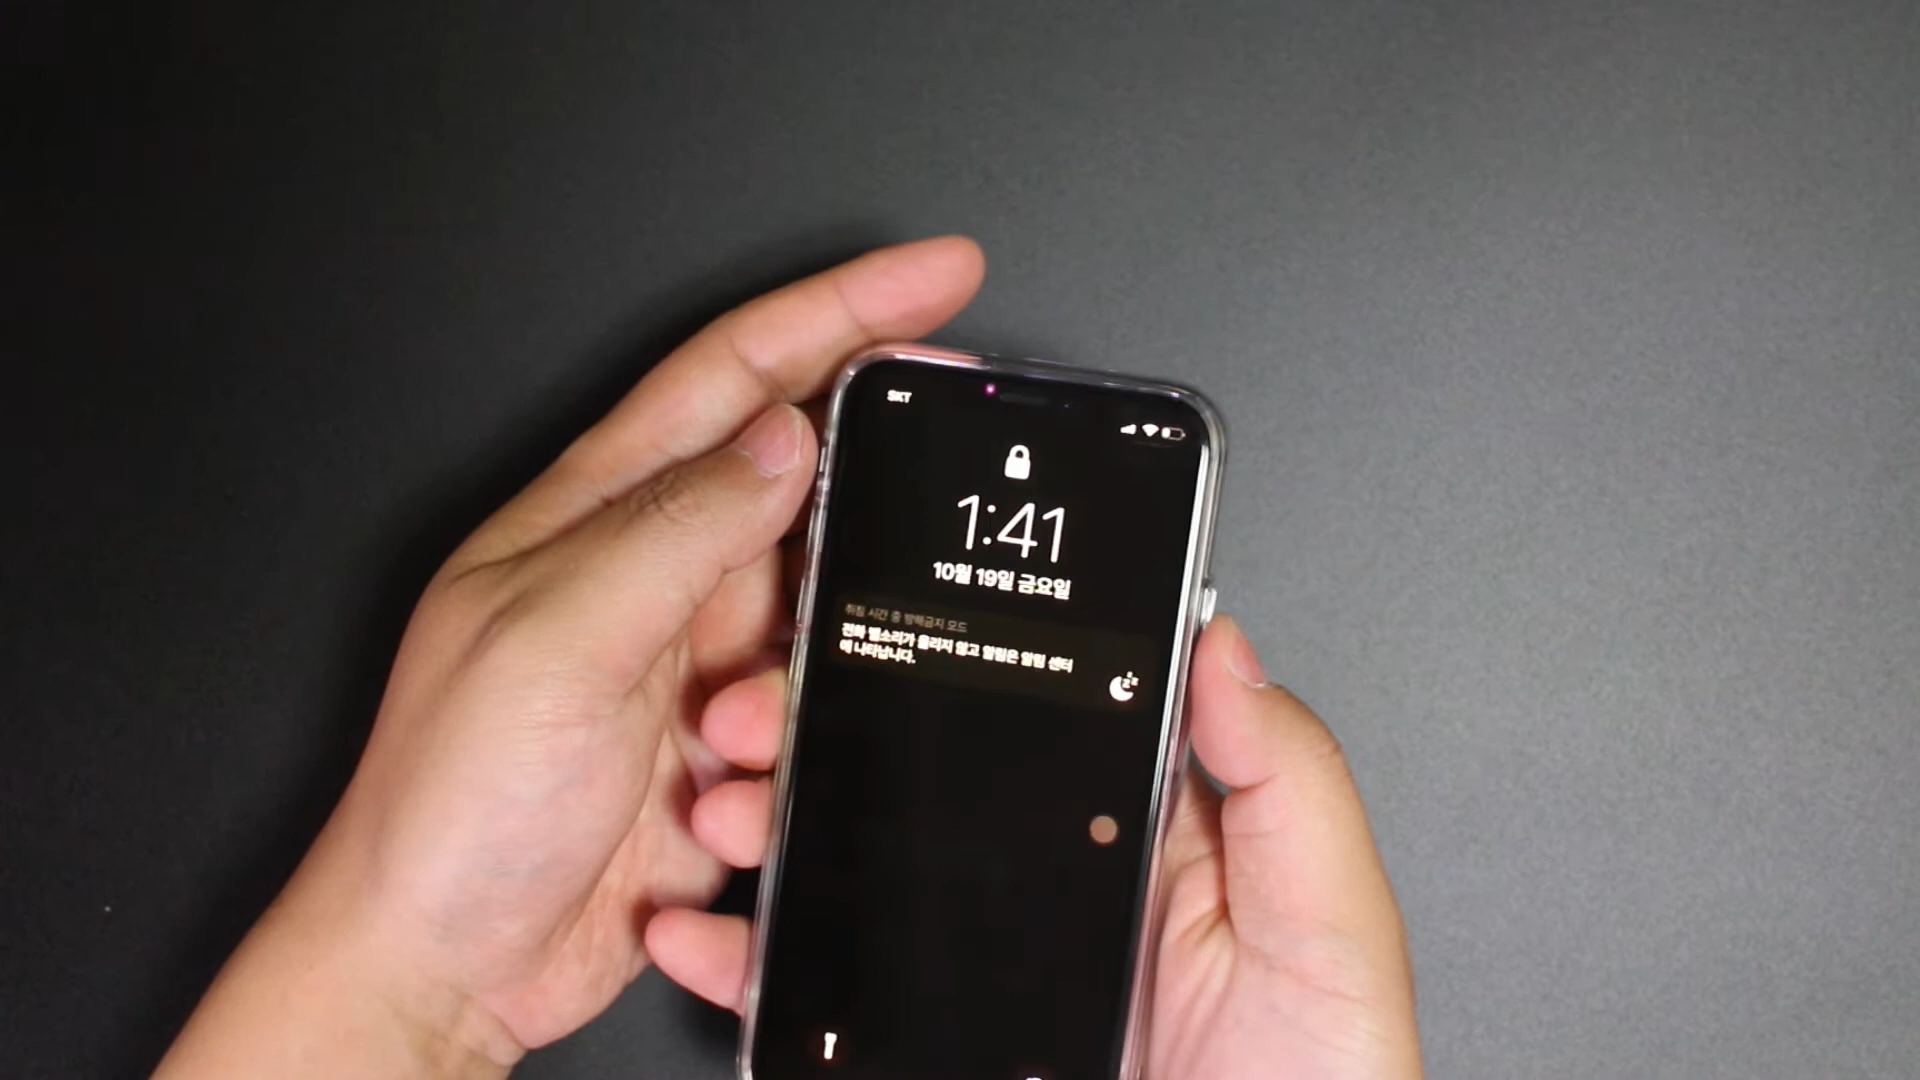 SKT
1:41
10월 19일 금요일
취침 시간 중 방해금지 모드
전화 벨소리가 울리지 않고 알림은 알림 센터
에 나타납니다.